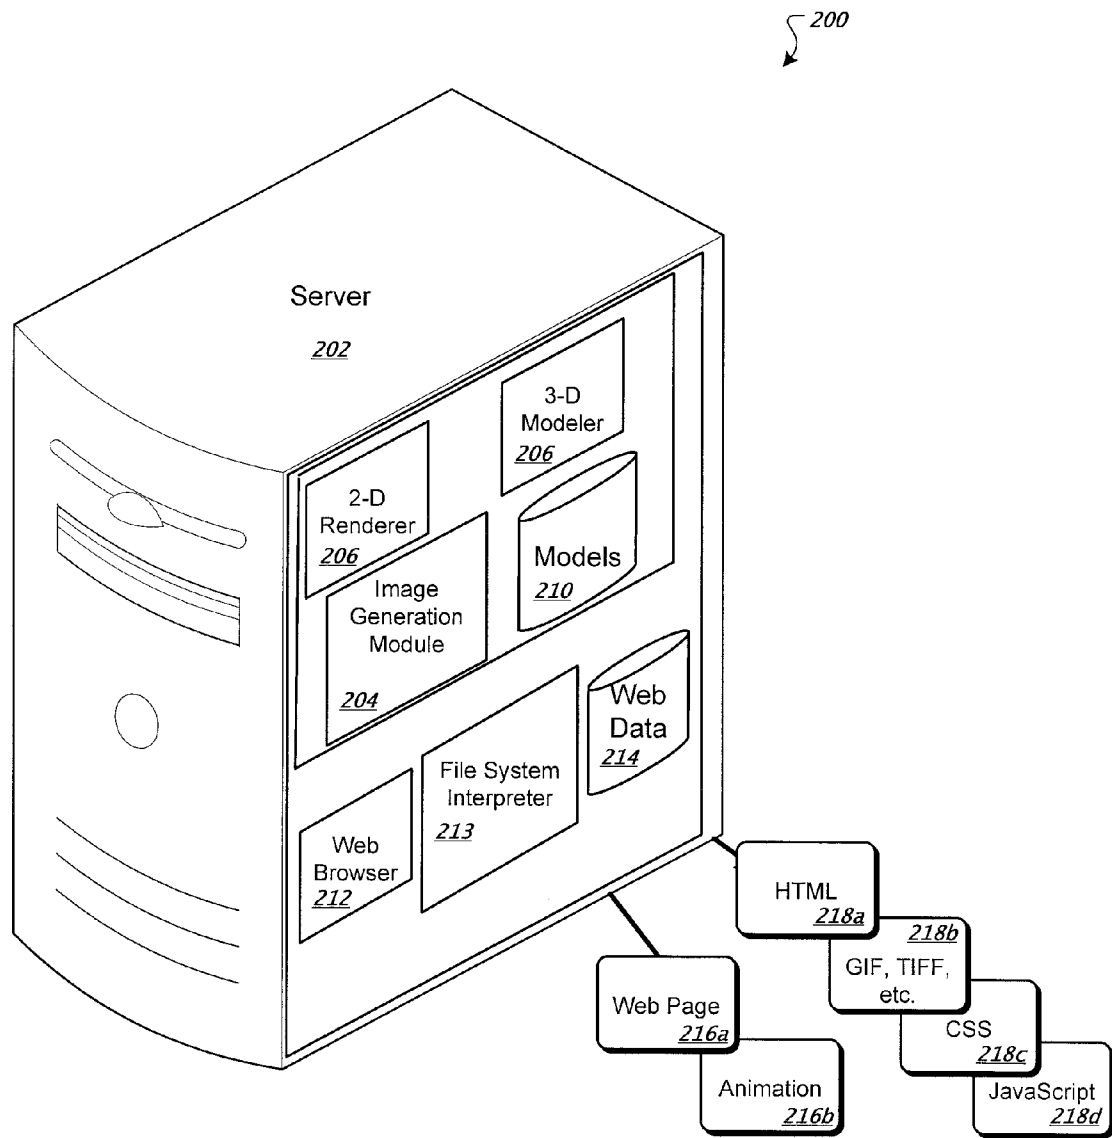 200
Server
202
3-D
Modeler
206
2-D
Renderer
206
Models
210
Image
Generation
Module
204
Web
Data
214
File System
Interpreter
213
Web
Browser
212
HTML
218a
218b
GIF, TIFF,
etc.
CSS
218c
JavaScript
218d
Web Page
216a
Animation
216b